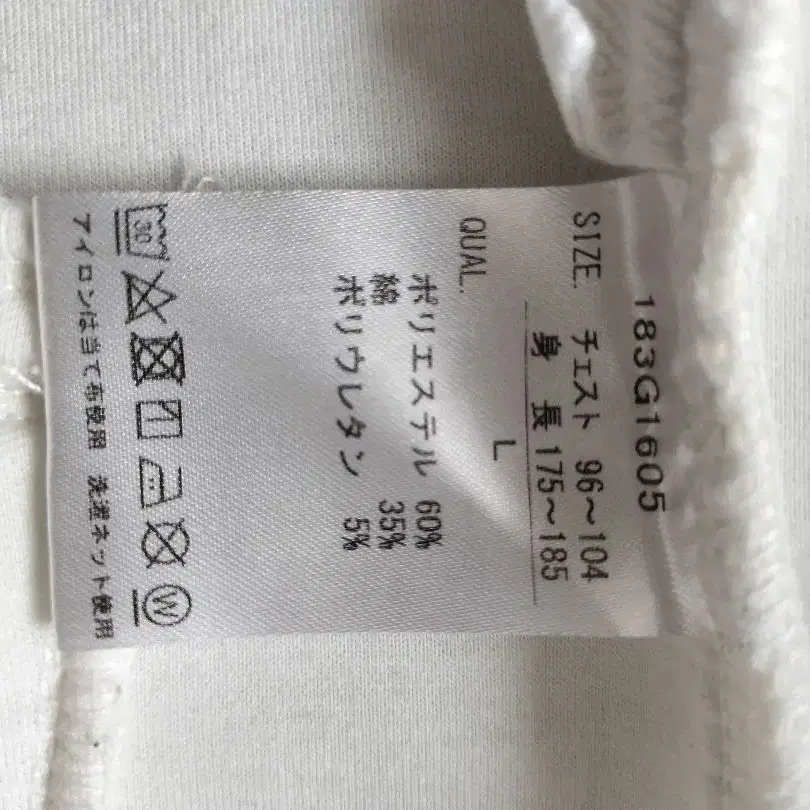 183G1605
SIZE. チェスト 96～104
身 長 175～185
L
QUAL.
ポリエステル 60%
綿 35%
ポリウレタン 5%
30
W
アイロンは当て布使用 洗濯ネット使用